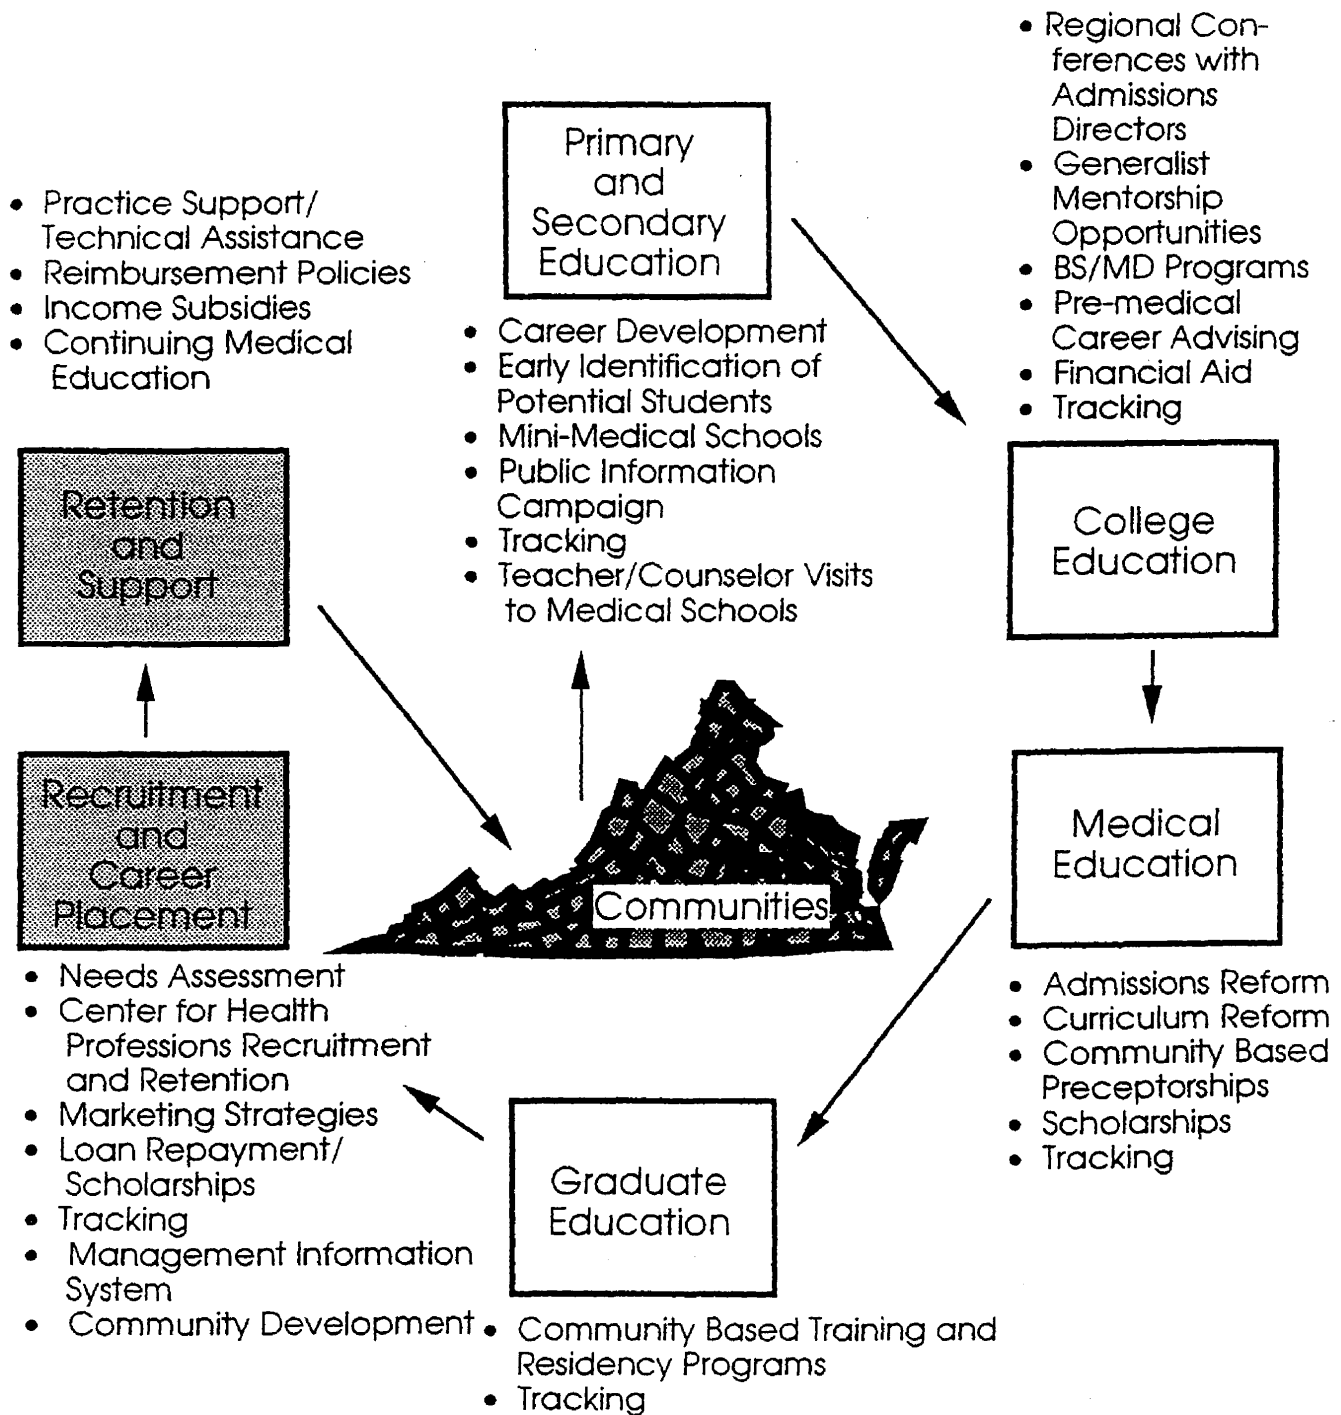 Primary
and
Secondary
Education
• Career Development
• Early Identification of
Potential Students
• Mini-Medical Schools
• Public Information
Campaign
• Tracking
• Teacher/Counselor Visits
to Medical Schools
• Regional Con-
ferences with
Admissions
Directors
• Generalist
Mentorship
Opportunities
• BS/MD Programs
• Pre-medical
Career Advising
• Financial Aid
• Tracking
College
Education
Medical
Education
• Admissions Reform
• Curriculum Reform
• Community Based
Preceptorships
• Scholarships
• Tracking
Graduate
Education
• Community Based Training and
Residency Programs
• Tracking
Recruitment
and
Career
Placement
• Needs Assessment
• Center for Health
Professions Recruitment
and Retention
• Marketing Strategies
• Loan Repayment/
Scholarships
• Tracking
• Management Information
System
• Community Development
• Practice Support/
Technical Assistance
• Reimbursement Policies
• Income Subsidies
• Continuing Medical
Education
Retention
and
Support
Communities